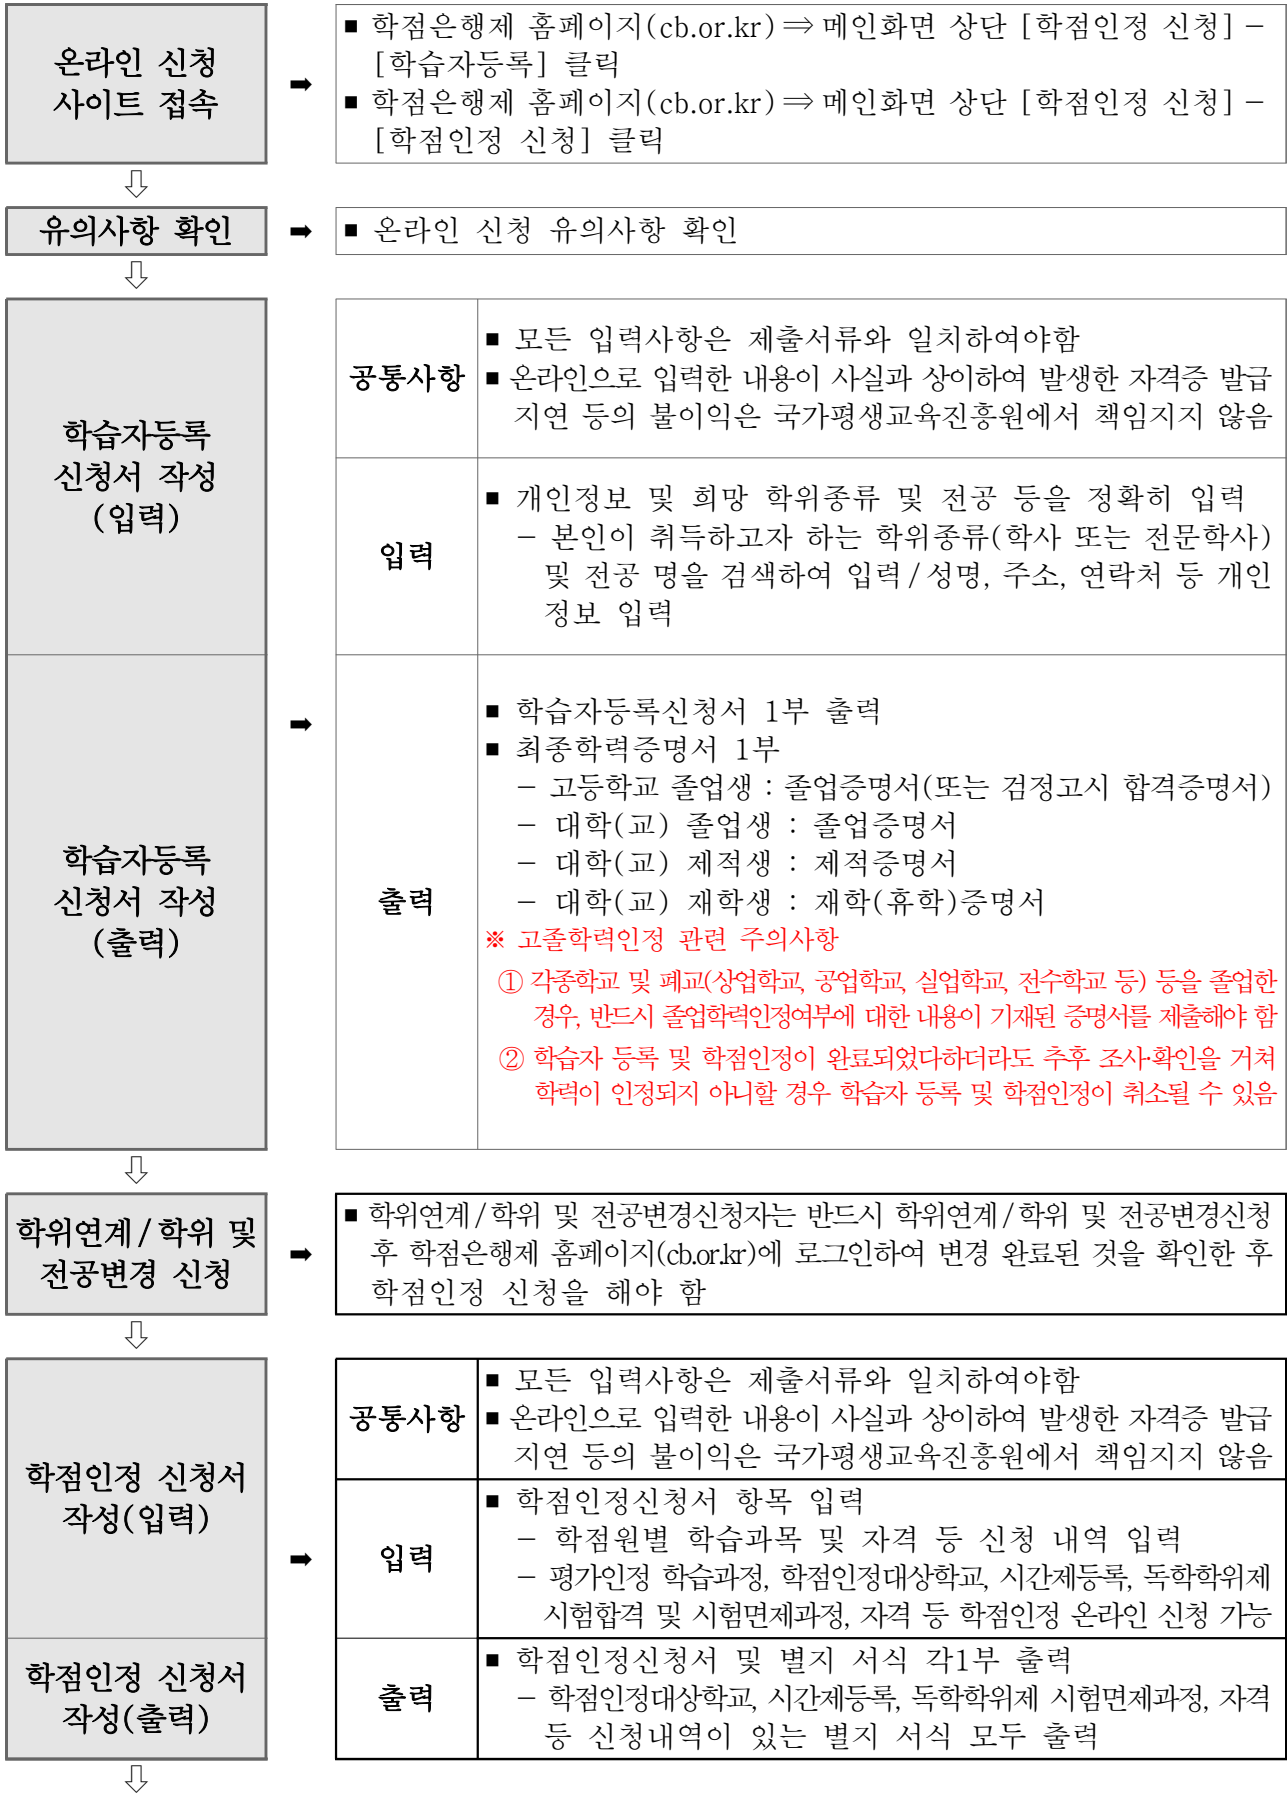 온라인 신청
사이트 접속
➡
■ 학점은행제 홈페이지(cb.or.kr)⇒메인화면 상단 [학점인정 신청]－
[학습자등록] 클릭
■ 학점은행제 홈페이지(cb.or.kr)⇒메인화면 상단 [학점인정 신청]－
[학점인정 신청] 클릭
⇩
유의사항 확인
➡
■ 온라인 신청 유의사항 확인
⇩
학습자등록
신청서 작성
(입력)
공통사항
■ 모든 입력사항은 제출서류와 일치하여야함
■ 온라인으로 입력한 내용이 사실과 상이하여 발생한 자격증 발급
지연 등의 불이익은 국가평생교육진흥원에서 책임지지 않음
입력
■ 개인정보 및 희망 학위종류 및 전공 등을 정확히 입력
－ 본인이 취득하고자 하는 학위종류(학사 또는 전문학사)
및 전공 명을 검색하여 입력/성명, 주소, 연락처 등 개인
정보 입력
➡
학습자등록
신청서 작성
(출력)
출력
■ 학습자등록신청서 1부 출력
■ 최종학력증명서 1부
－ 고등학교 졸업생 : 졸업증명서(또는 검정고시 합격증명서)
－ 대학(교) 졸업생 : 졸업증명서
－ 대학(교) 제적생 : 제적증명서
－ 대학(교) 재학생 : 재학(휴학)증명서
※ 고졸학력인정 관련 주의사항
① 각종학교 및 폐교(상업학교, 공업학교, 실업학교, 전수학교 등) 등을 졸업한
경우, 반드시 졸업학력인정여부에 대한 내용이 기재된 증명서를 제출해야 함
② 학습자 등록 및 학점인정이 완료되었다하더라도 추후 조사·확인을 거쳐
학력이 인정되지 아니할 경우 학습자 등록 및 학점인정이 취소될 수 있음
⇩
학위연계/학위 및
전공변경 신청
➡
■ 학위연계/학위 및 전공변경신청자는 반드시 학위연계/학위 및 전공변경신청
후 학점은행제 홈페이지(cb.or.kr)에 로그인하여 변경 완료된 것을 확인한 후
학점인정 신청을 해야 함
⇩
학점인정 신청서
작성(입력)
공통사항
■ 모든 입력사항은 제출서류와 일치하여야함
■ 온라인으로 입력한 내용이 사실과 상이하여 발생한 자격증 발급
지연 등의 불이익은 국가평생교육진흥원에서 책임지지 않음
➡
입력
■ 학점인정신청서 항목 입력
－ 학점원별 학습과목 및 자격 등 신청 내역 입력
－ 평가인정 학습과정, 학점인정대상학교, 시간제등록, 독학학위제
시험합격 및 시험면제과정, 자격 등 학점인정 온라인 신청 가능
학점인정 신청서
작성(출력)
출력
■ 학점인정신청서 및 별지 서식 각1부 출력
－ 학점인정대상학교, 시간제등록, 독학학위제 시험면제과정, 자격
등 신청내역이 있는 별지 서식 모두 출력
⇩